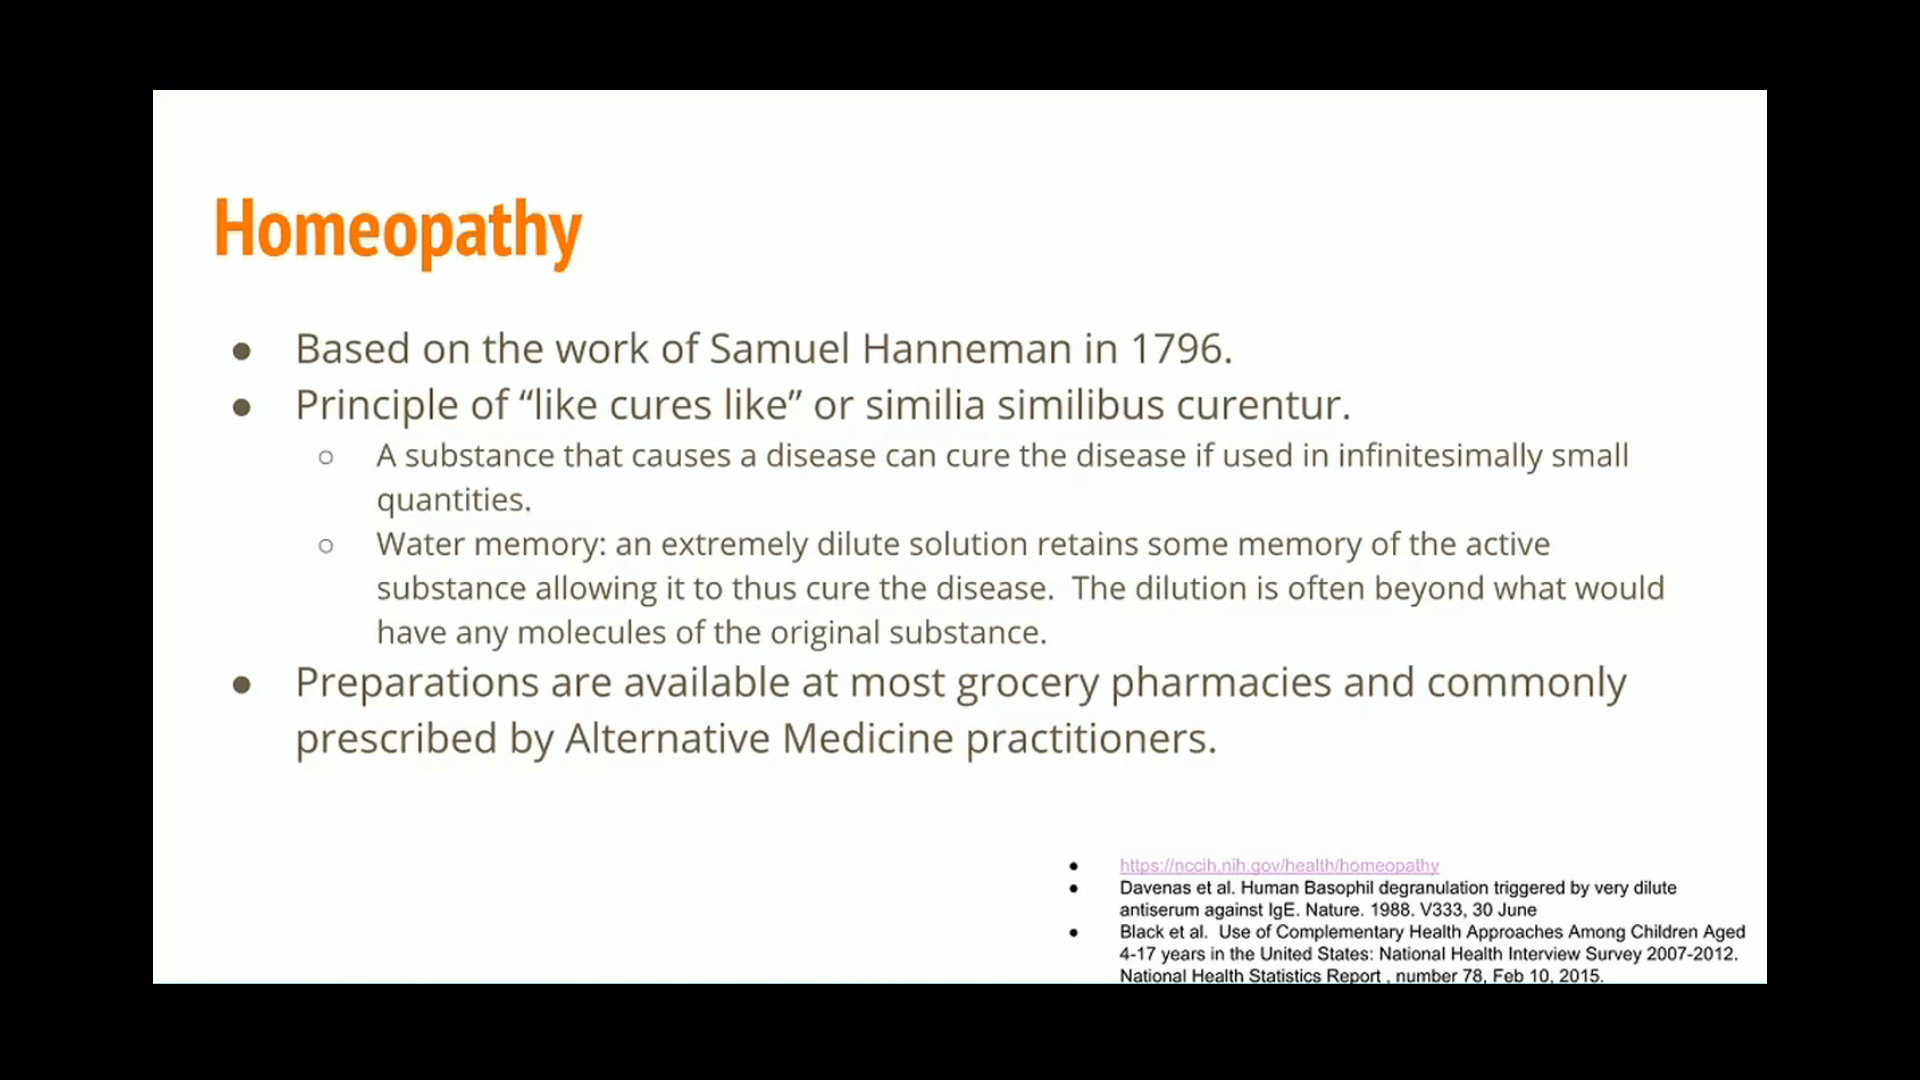 Homeopathy
● Based on the work of Samuel Hanneman in 1796.
● Principle of “like cures like” or similia similibus curentur.
○ A substance that causes a disease can cure the disease if used in infinitesimally small
quantities.
○ Water memory: an extremely dilute solution retains some memory of the active
substance allowing it to thus cure the disease.  The dilution is often beyond what would
have any molecules of the original substance.
● Preparations are available at most grocery pharmacies and commonly
prescribed by Alternative Medicine practitioners.
● https://nccih.nih.gov/health/homeopathy
● Davenas et al. Human Basophil degranulation triggered by very dilute
antiserum against IgE. Nature. 1988. V333, 30 June
● Black et al.  Use of Complementary Health Approaches Among Children Aged
4-17 years in the United States: National Health Interview Survey 2007-2012.
National Health Statistics Report , number 78, Feb 10, 2015.